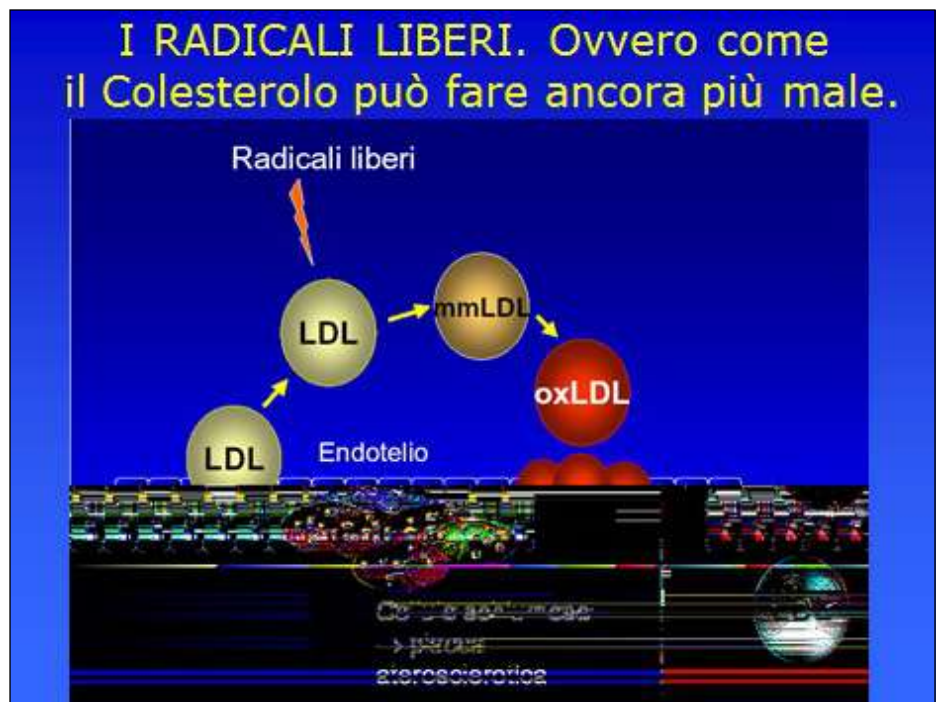 I RADICALI LIBERI. Ovvero come
il Colesterolo può fare ancora più male.
Radicali liberi
LDL
mmLDL
oxLDL
LDL
Endotelio
aterosclerotica